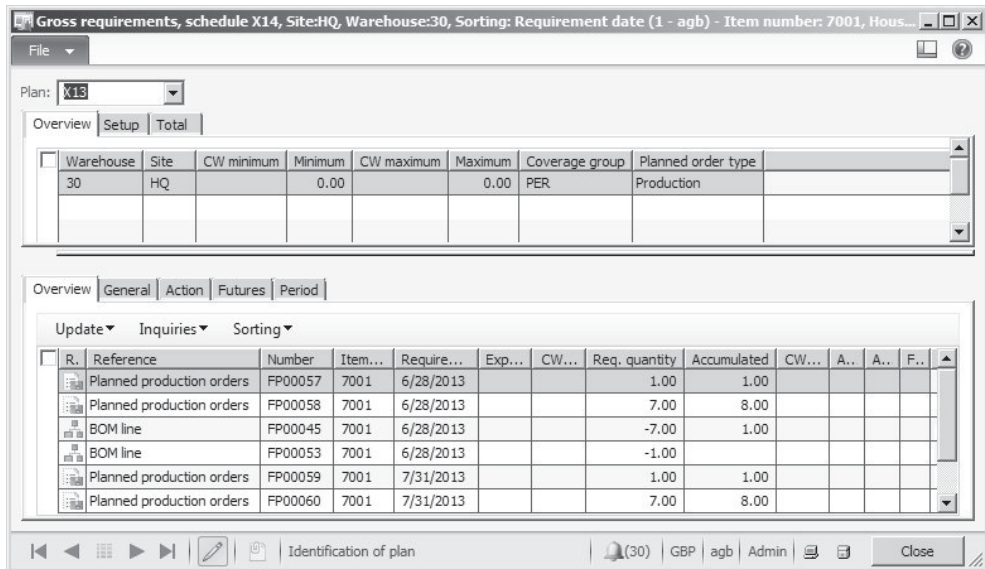 Gross requirements, schedule X14, Site:HQ, Warehouse:30, Sorting: Requirement date (1 - agb) - Item number: 7001, Hous...
File
Plan: X13
Overview Setup Total
Warehouse Site CW minimum Minimum CW maximum Maximum Coverage group Planned order type
30 HQ 0.00 0.00 PER Production
Overview General Action Futures Period
Update Inquiries Sorting
R. Reference Number Item... Require... Exp... CW... Req. quantity Accumulated CW... A.. A.. F..
Planned production orders FP00057 7001 6/28/2013 1.00 1.00
Planned production orders FP00058 7001 6/28/2013 7.00 8.00
BOM line FP00045 7001 6/28/2013 -7.00 1.00
BOM line FP00053 7001 6/28/2013 -1.00
Planned production orders FP00059 7001 7/31/2013 1.00 1.00
Planned production orders FP00060 7001 7/31/2013 7.00 8.00
Identification of plan (30) GBP agb Admin Close